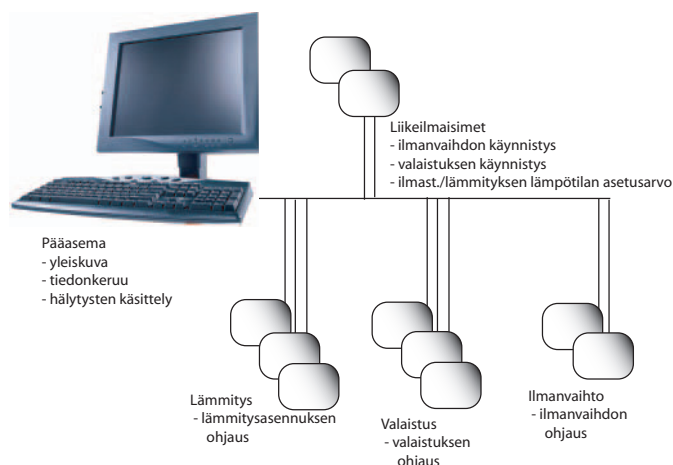 Liikeilmaisimet
- ilmanvaihdon käynnistys
- valaistuksen käynnistys
- ilmast./lämmityksen lämpötilan asetusarvo
Pääasema
- yleiskuva
- tiedonkeruu
- hälytysten käsittely
Lämmitys
- lämmitysasennuksen
ohjaus
Valaistus
- valaistuksen
ohjaus
Ilmanvaihto
- ilmanvaihdon
ohjaus